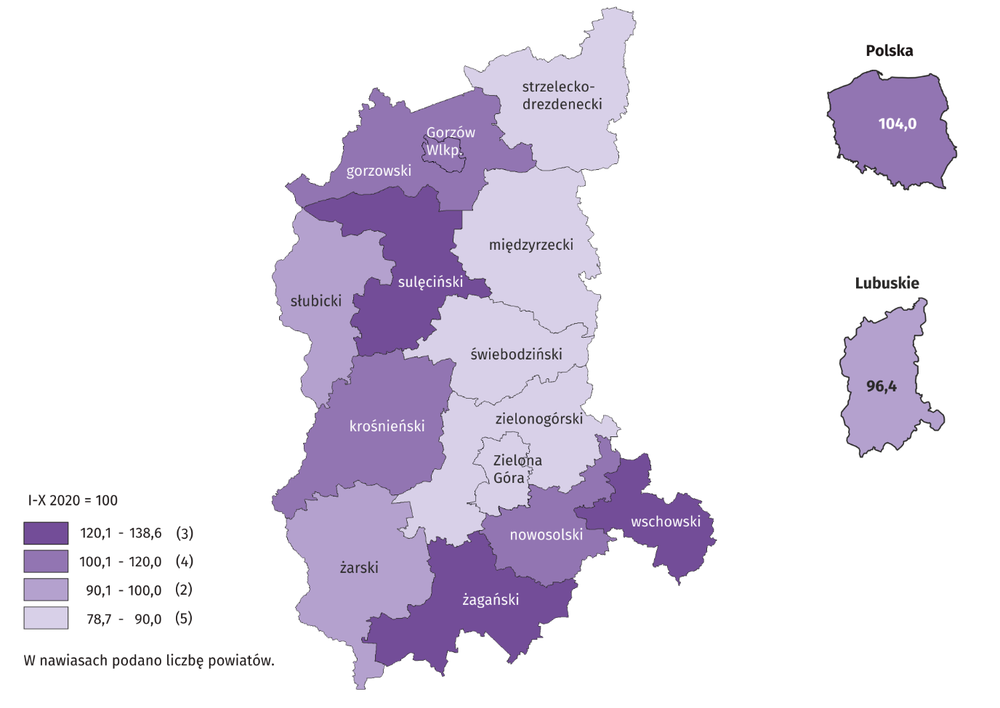 strzelecko-
drezdenecki
Gorzów
Wlkp.
gorzowski
międzyrzecki
sulęciński
słubicki
świebodziński
zielonogórski
krośnieński
Zielona
Góra
wschowski
nowosolski
żarski
żagański
Polska
104,0
Lubuskie
96,4
I-X 2020 = 100
120,1 - 138,6 (3)
100,1 - 120,0 (4)
90,1 - 100,0 (2)
78,7 - 90,0 (5)
W nawiasach podano liczbę powiatów.